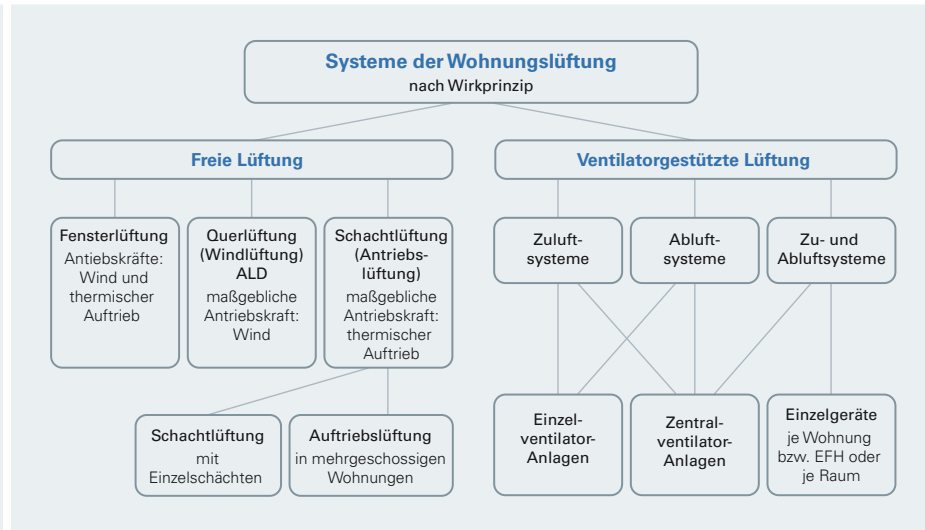 Systeme der Wohnungslüftung
nach Wirkprinzip
Freie Lüftung
Ventilatorgestützte Lüftung
Fensterlüftung
Antiebskräfte:
Wind und
thermischer
Auftrieb
Querlüftung
(Windlüftung)
ALD
maßgebliche
Antriebskraft:
Wind
Schachtlüftung
(Antriebs-
lüftung)
maßgebliche
Antriebskraft:
thermischer
Auftrieb
Zuluft-
systeme
Abluft-
systeme
Zu- und
Abluftsysteme
Schachtlüftung
mit
Einzelschächten
Auftriebslüftung
in mehrgeschossigen
Wohnungen
Einzel-
ventilator-
Anlagen
Zentral-
ventilator-
Anlagen
Einzelgeräte
je Wohnung
bzw. EFH oder
je Raum